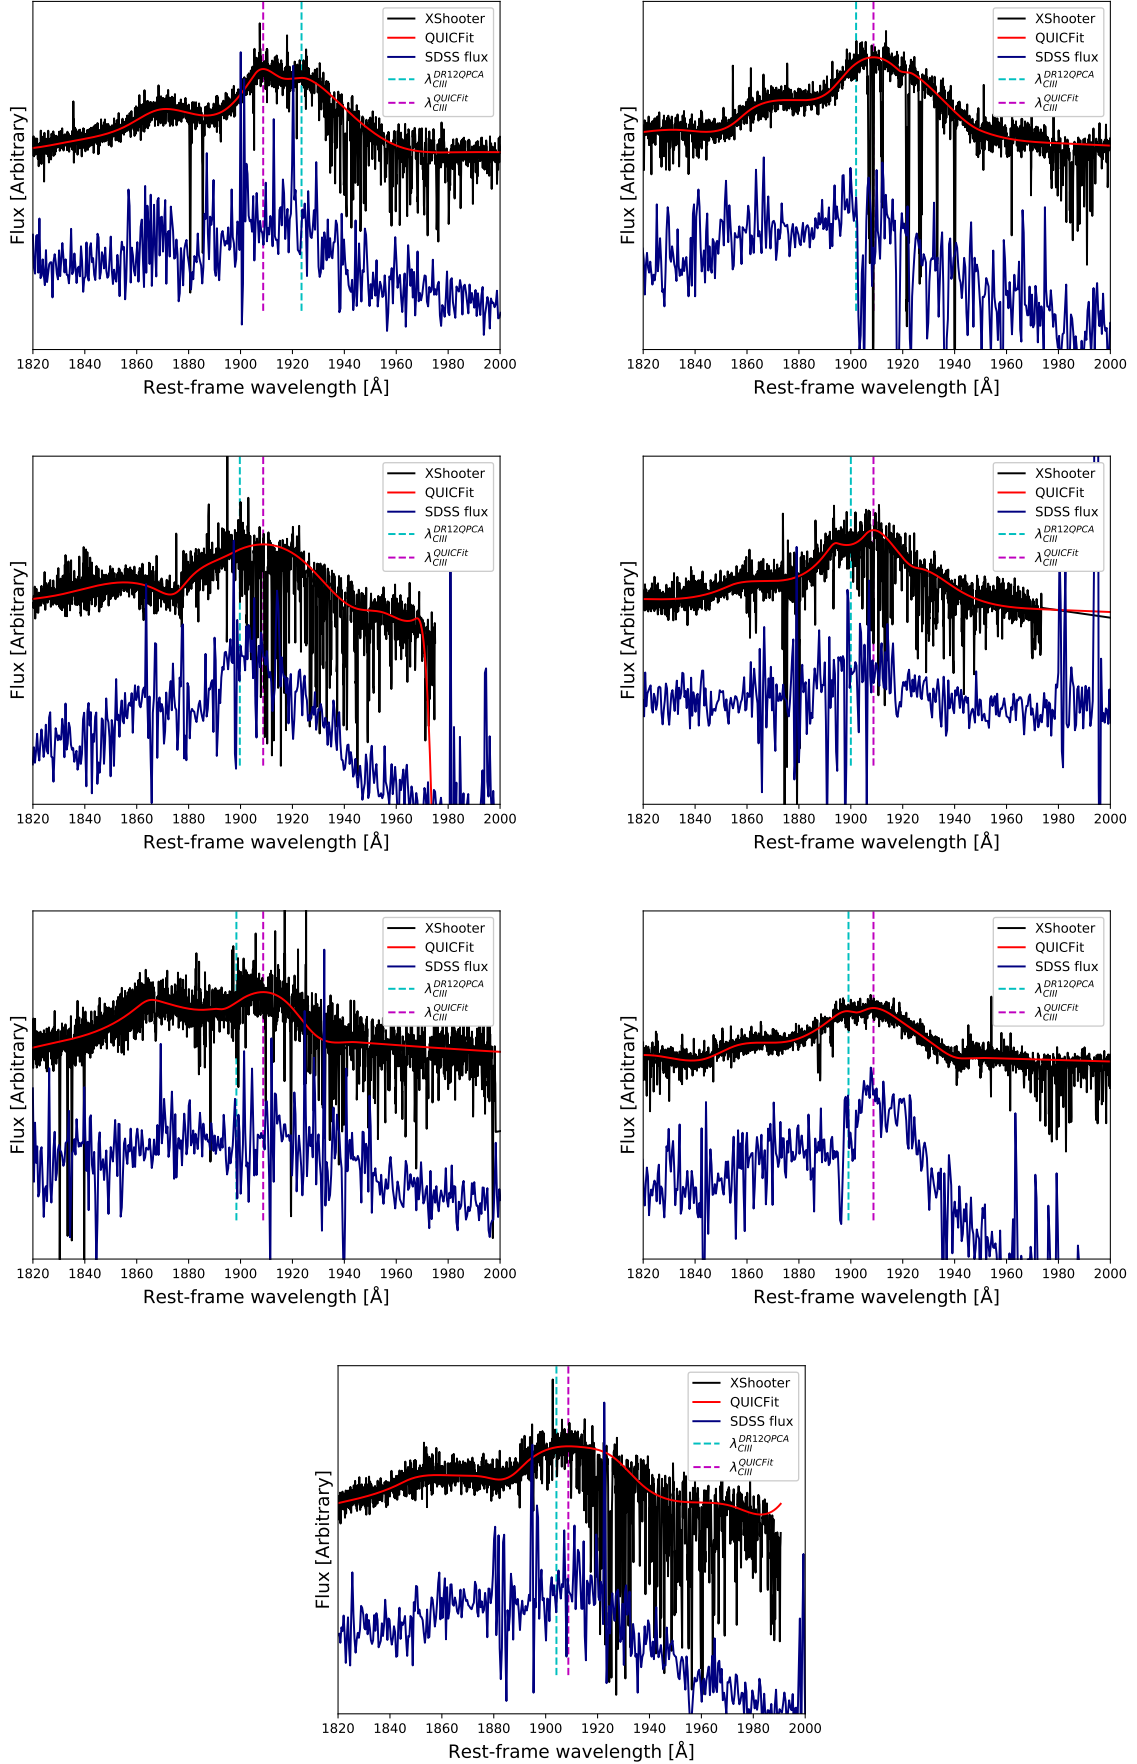 XShooter
QUICFit
SDSS flux
λ_CIII^DR12QPCA
λ_CIII^QUICFit
Flux [Arbitrary]
1820 1840 1860 1880 1900 1920 1940 1960 1980 2000
Rest-frame wavelength [Å]
XShooter
QUICFit
SDSS flux
λ_CIII^DR12QPCA
λ_CIII^QUICFit
Flux [Arbitrary]
1820 1840 1860 1880 1900 1920 1940 1960 1980 2000
Rest-frame wavelength [Å]
XShooter
QUICFit
SDSS flux
λ_CIII^DR12QPCA
λ_CIII^QUICFit
Flux [Arbitrary]
1820 1840 1860 1880 1900 1920 1940 1960 1980 2000
Rest-frame wavelength [Å]
XShooter
QUICFit
SDSS flux
λ_CIII^DR12QPCA
λ_CIII^QUICFit
Flux [Arbitrary]
1820 1840 1860 1880 1900 1920 1940 1960 1980 2000
Rest-frame wavelength [Å]
XShooter
QUICFit
SDSS flux
λ_CIII^DR12QPCA
λ_CIII^QUICFit
Flux [Arbitrary]
1820 1840 1860 1880 1900 1920 1940 1960 1980 2000
Rest-frame wavelength [Å]
XShooter
QUICFit
SDSS flux
λ_CIII^DR12QPCA
λ_CIII^QUICFit
Flux [Arbitrary]
1820 1840 1860 1880 1900 1920 1940 1960 1980 2000
Rest-frame wavelength [Å]
XShooter
QUICFit
SDSS flux
λ_CIII^DR12QPCA
λ_CIII^QUICFit
Flux [Arbitrary]
1820 1840 1860 1880 1900 1920 1940 1960 1980 2000
Rest-frame wavelength [Å]